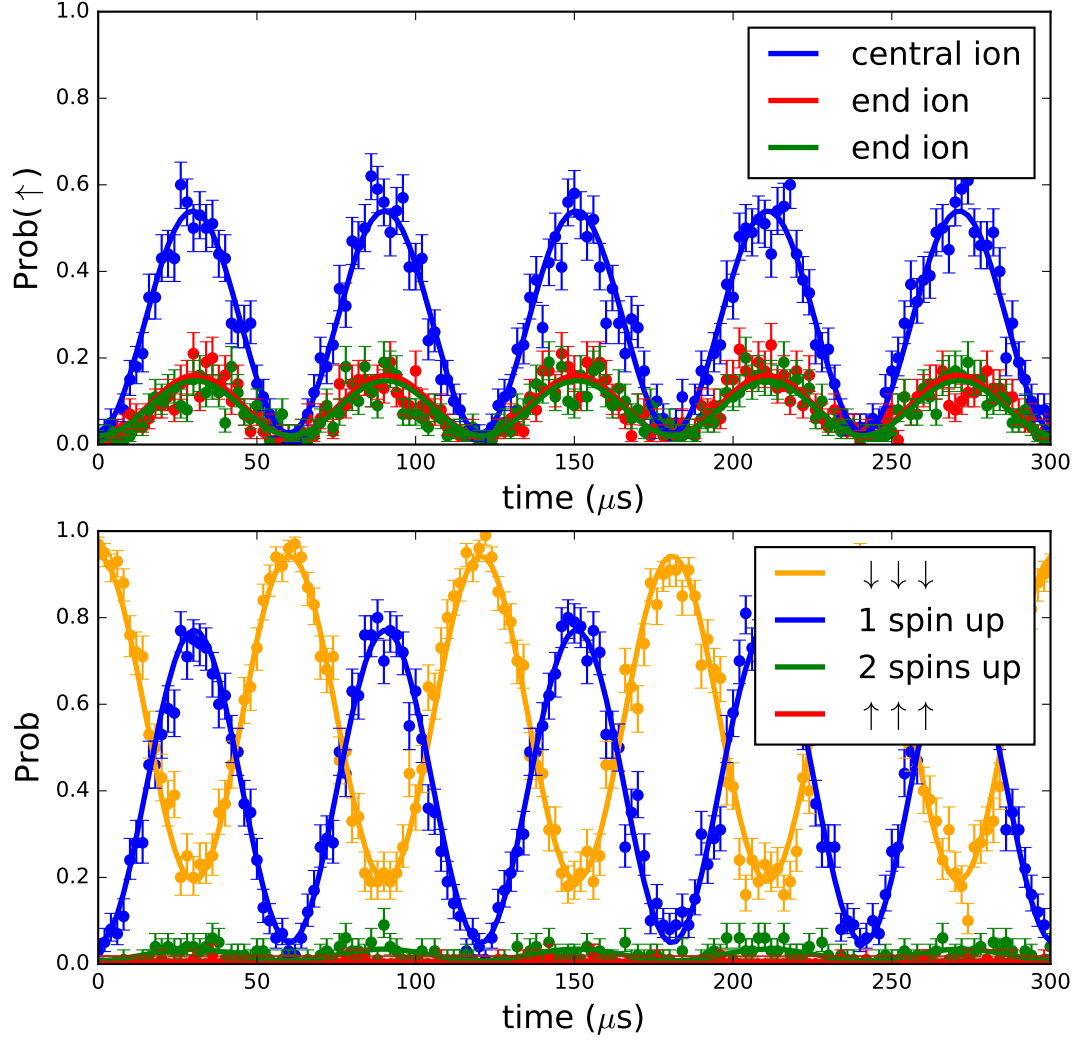 1.0
0.8
0.6
0.4
0.2
0.0
Prob(↑)
central ion
end ion
end ion
0 50 100 150 200 250 300
time (μs)
1.0
0.8
0.6
0.4
0.2
0.0
Prob
↓↓↓
1 spin up
2 spins up
↑↑↑
0 50 100 150 200 250 300
time (μs)